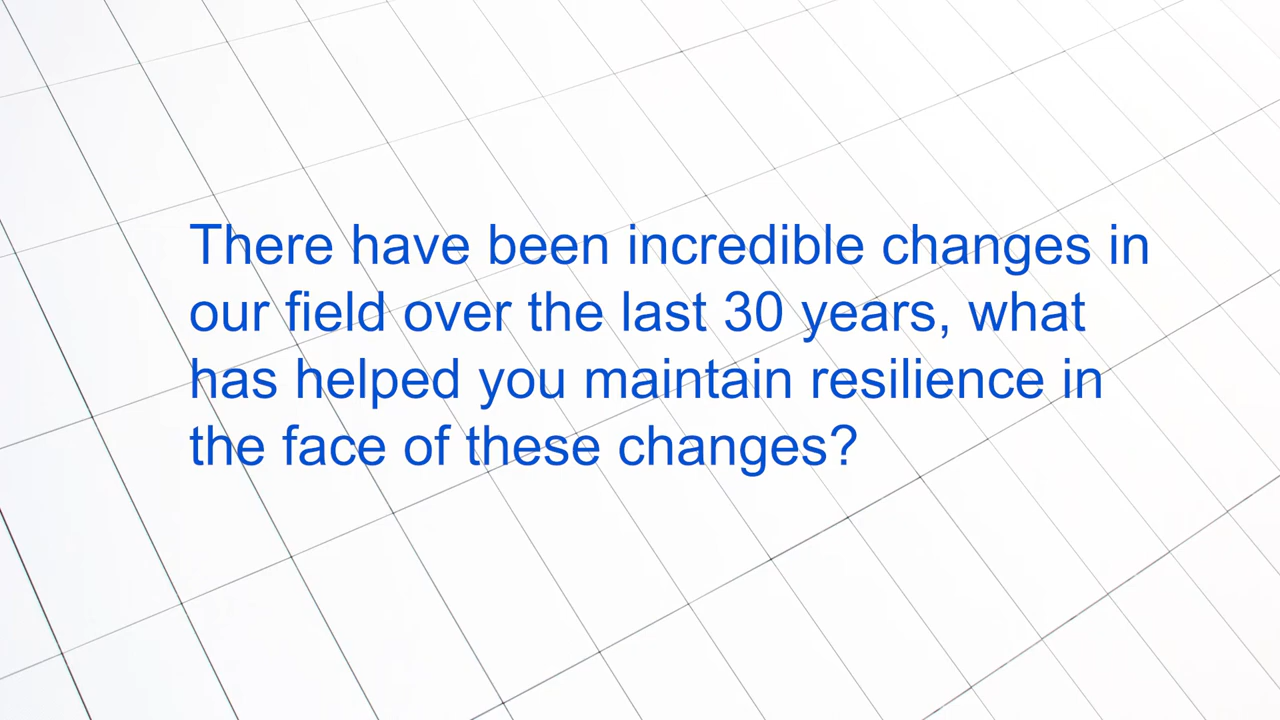 There have been incredible changes in
our field over the last 30 years, what
has helped you maintain resilience in
the face of these changes?